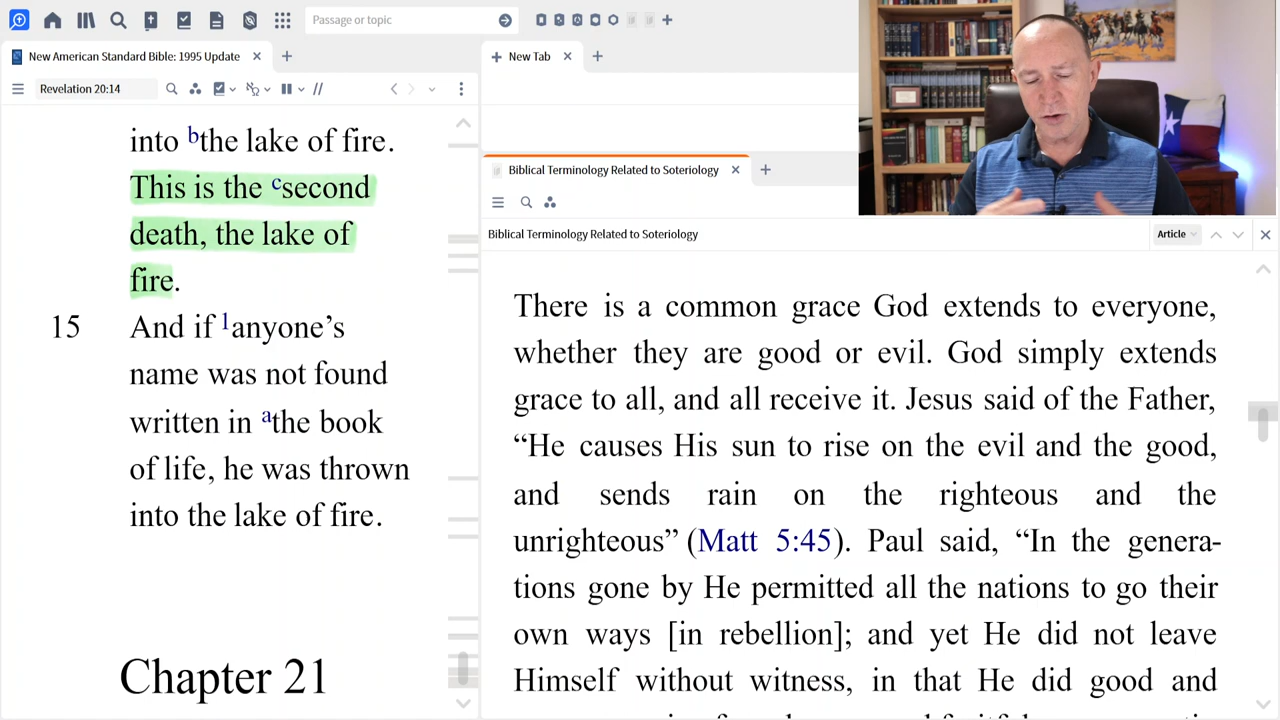 Passage or topic
New American Standard Bible: 1995 Update
New Tab
Revelation 20:14
into bthe lake of fire.
This is the csecond
death, the lake of
fire.
15 And if 1anyone’s
name was not found
written in athe book
of life, he was thrown
into the lake of fire.
Chapter 21
Biblical Terminology Related to Soteriology
Biblical Terminology Related to Soteriology
Article
There is a common grace God extends to everyone,
whether they are good or evil. God simply extends
grace to all, and all receive it. Jesus said of the Father,
“He causes His sun to rise on the evil and the good,
and sends rain on the righteous and the
unrighteous” (Matt 5:45). Paul said, “In the genera-
tions gone by He permitted all the nations to go their
own ways [in rebellion]; and yet He did not leave
Himself without witness, in that He did good and